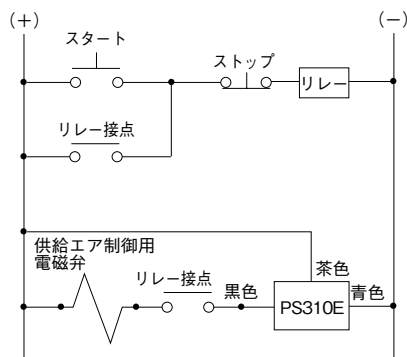 (+)
(−)
スタート
ストップ
リレー
リレー接点
供給エア制御用
電磁弁
リレー接点
黒色
茶色
青色
PS310E